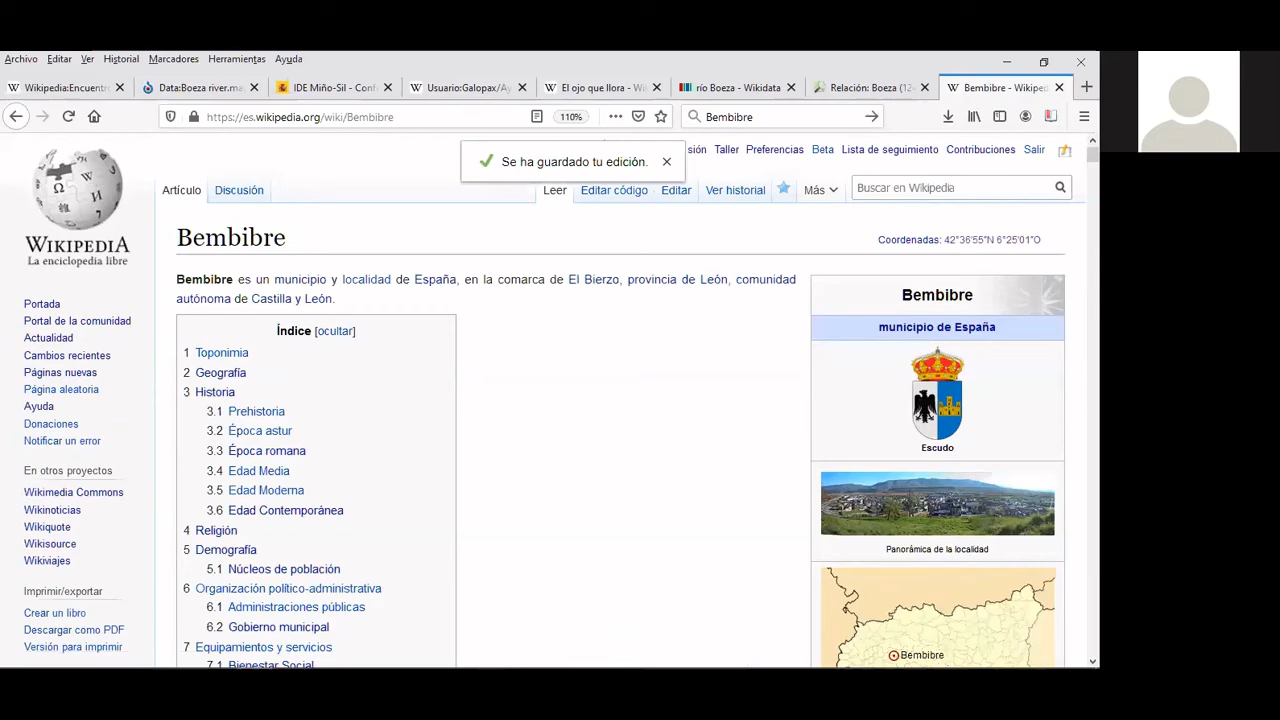 Archivo Editar Ver Historial Marcadores Herramientas Ayuda
Wikipedia:Encuentr
Data:Boeza river.ma
IDE Miño-Sil - Conf
Usuario:Galopax/Ay
El ojo que llora - Wi
río Boeza - Wikidata
Relación: Boeza (12
Bembibre - Wikiped
https://es.wikipedia.org/wiki/Bembibre
110%
Bembibre
Se ha guardado tu edición.
sión Taller Preferencias Beta Lista de seguimiento Contribuciones Salir
Artículo Discusión
Leer Editar código Editar Ver historial Más
Buscar en Wikipedia
WIKIPEDIA
La enciclopedia libre
Portada
Portal de la comunidad
Actualidad
Cambios recientes
Páginas nuevas
Página aleatoria
Ayuda
Donaciones
Notificar un error
En otros proyectos
Wikimedia Commons
Wikinoticias
Wikiquote
Wikisource
Wikiviajes
Imprimir/exportar
Crear un libro
Descargar como PDF
Versión para imprimir
Bembibre
Coordenadas: 42°36′55″N 6°25′01″O
Bembibre es un municipio y localidad de España, en la comarca de El Bierzo, provincia de León, comunidad
autónoma de Castilla y León.
Índice [ocultar]
1 Toponimia
2 Geografía
3 Historia
3.1 Prehistoria
3.2 Época astur
3.3 Época romana
3.4 Edad Media
3.5 Edad Moderna
3.6 Edad Contemporánea
4 Religión
5 Demografía
5.1 Núcleos de población
6 Organización político-administrativa
6.1 Administraciones públicas
6.2 Gobierno municipal
7 Equipamientos y servicios
7.1 Bienestar Social
Bembibre
municipio de España
Escudo
Panorámica de la localidad
Bembibre